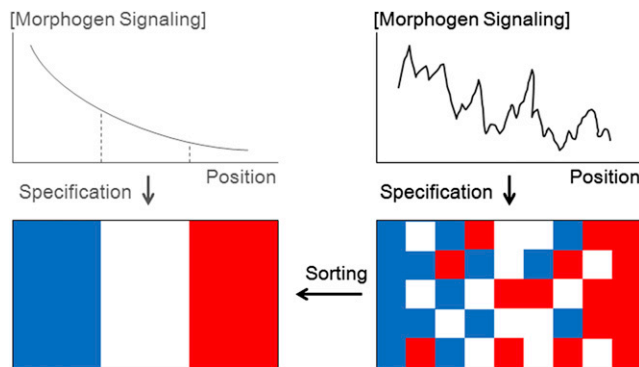 [Morphogen Signaling]
[Morphogen Signaling]
Position
Position
Specification
Specification
Sorting